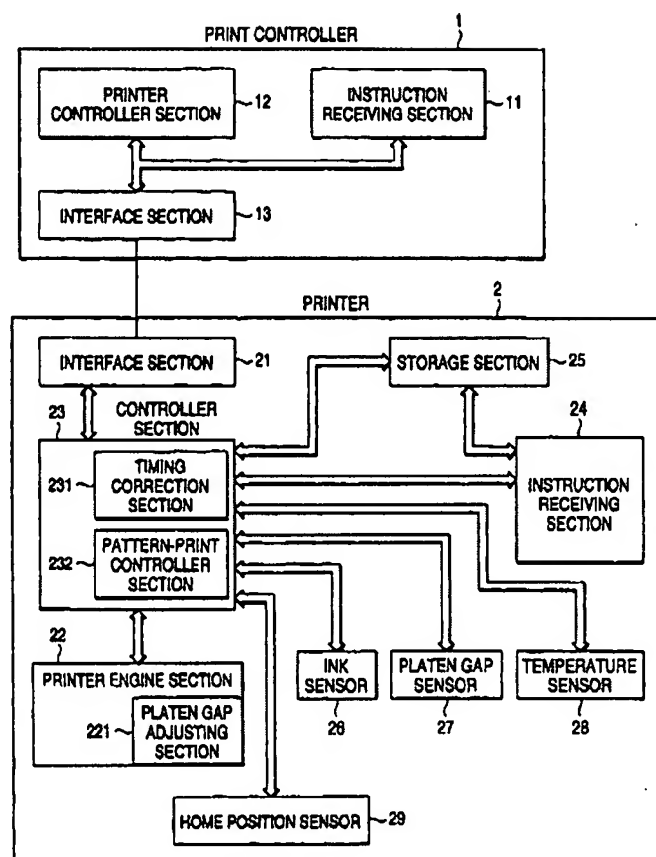 1
PRINT CONTROLLER
PRINTER
CONTROLLER SECTION
12
INSTRUCTION
RECEIVING SECTION
11
INTERFACE SECTION
13
2
PRINTER
INTERFACE SECTION
21
STORAGE SECTION
25
23
CONTROLLER
SECTION
24
231
TIMING
CORRECTION
SECTION
INSTRUCTION
RECEIVING
SECTION
232
PATTERN-PRINT
CONTROLLER
SECTION
22
PRINTER ENGINE SECTION
221
PLATEN GAP
ADJUSTING
SECTION
INK
SENSOR
26
PLATEN GAP
SENSOR
27
TEMPERATURE
SENSOR
28
HOME POSITION SENSOR
29